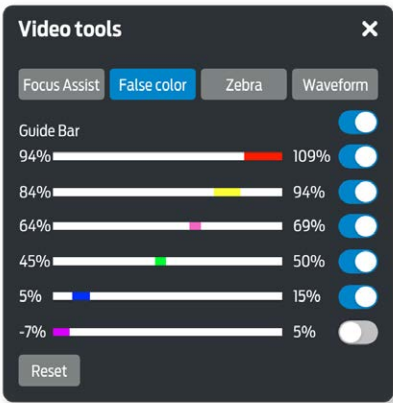 Video tools
Focus Assist False color Zebra Waveform
Guide Bar
94% 109%
84% 94%
64% 69%
45% 50%
5% 15%
-7% 5%
Reset